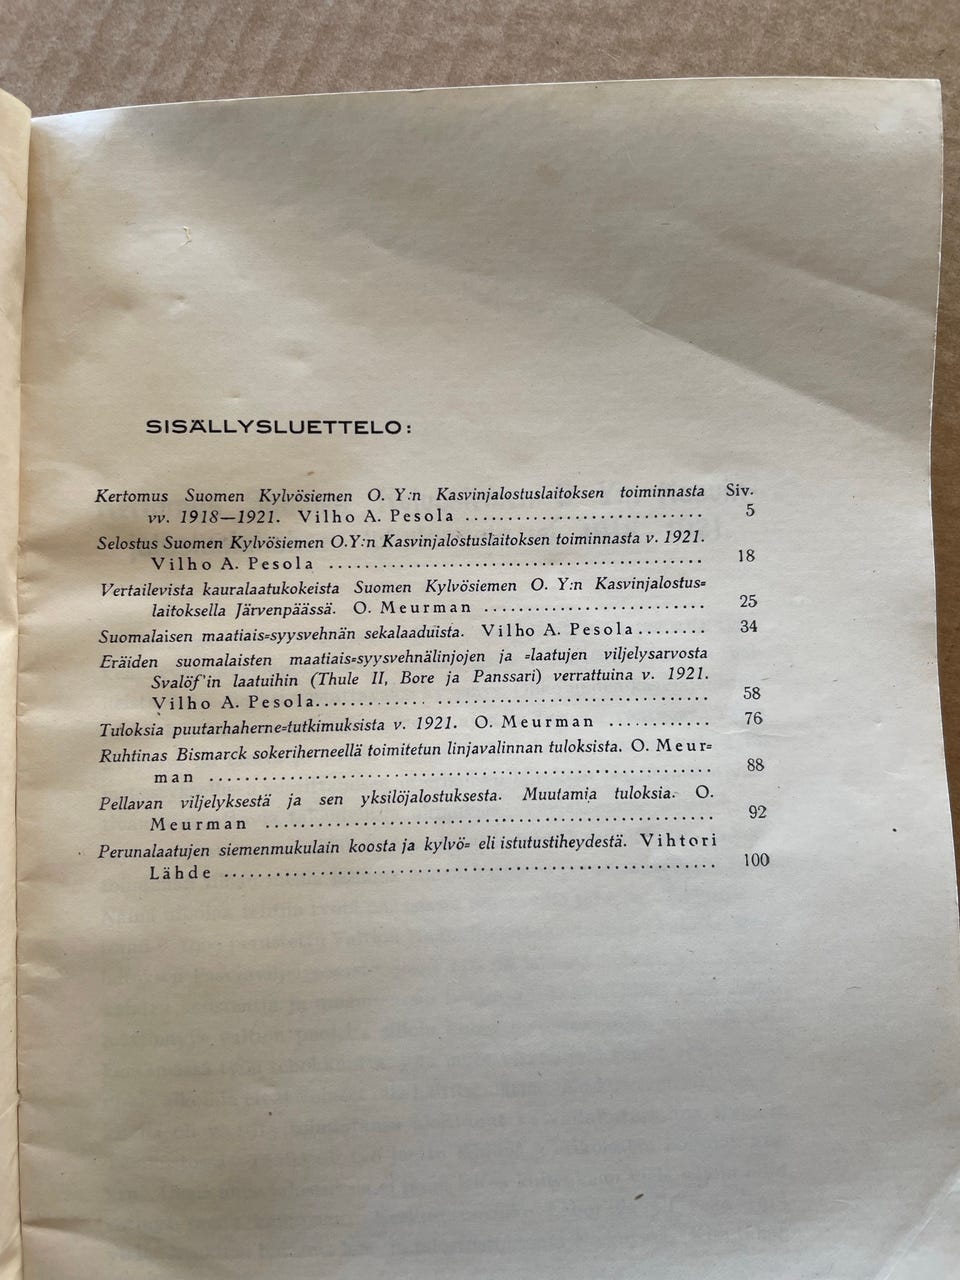 SISÄLLYSLUETTELO:
Kertomus Suomen Kylvösiemen O. Y:n Kasvinjalostuslaitoksen toiminnasta Siv.
vv. 1918—1921. Vilho A. Pesola ........................... 5
Selostus Suomen Kylvösiemen O.Y:n Kasvinjalostuslaitoksen toiminnasta v. 1921.
Vilho A. Pesola ........................................... 18
Vertailevista kauralaatukokeista Suomen Kylvösiemen O. Y:n Kasvinjalostus=
laitoksella Järvenpäässä. O. Meurman ......................... 25
Suomalaisen maatiais=syysvehnän sekalaaduista. Vilho A. Pesola........ 34
Eräiden suomalaisten maatiais=syysvehnälinjojen ja =laatujen viljelysarvosta
Svalöf'in laatuihin (Thule II, Bore ja Panssari) verrattuina v. 1921.
Vilho A. Pesola............................................ 58
Tuloksia puutarhaherne=tutkimuksista v. 1921. O. Meurman ............ 76
Ruhtinas Bismarck sokeriherneellä toimitetun linjavalinnan tuloksista. O. Meur=
man .......................................................... 88
Pellavan viljelyksestä ja sen yksilöjalostuksesta. Muutamia tuloksia. O.
Meurman ................................................... 92
Perunalaatujen siemenmukulain koosta ja kylvö= eli istutustiheydestä. Vihtori
Lähde ........................................................ 100